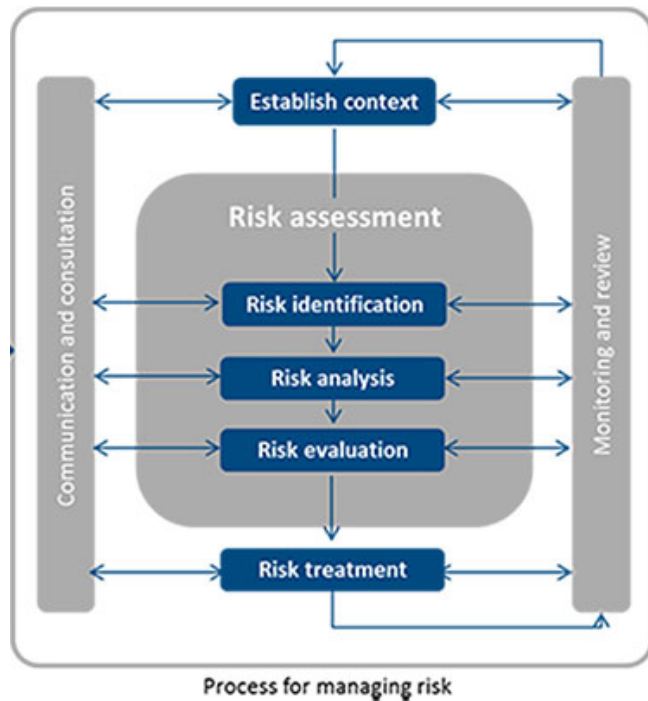 Establish context
Communication and consultation
Risk assessment
Risk identification
Risk analysis
Risk evaluation
Risk treatment
Monitoring and review
Process for managing risk